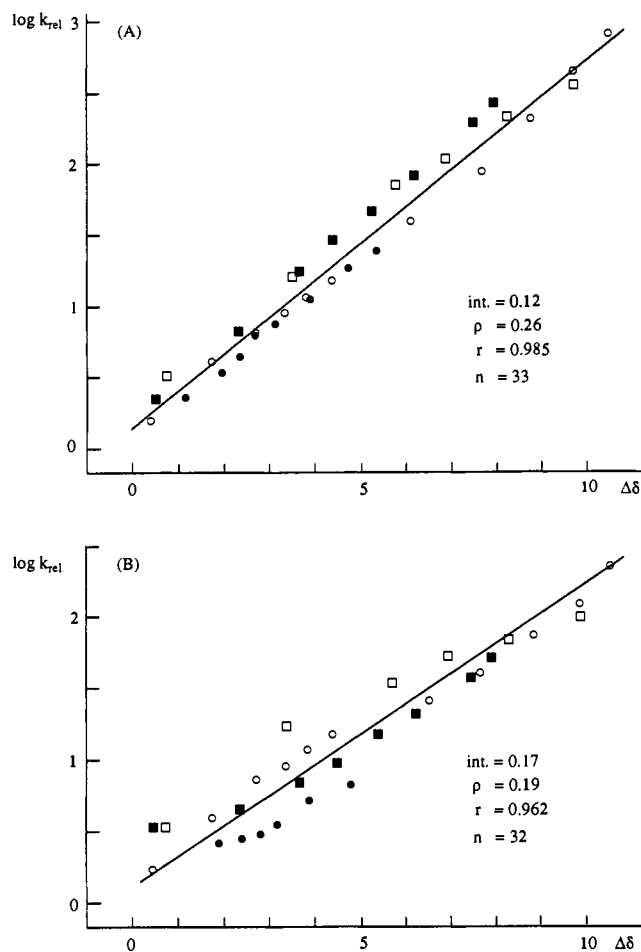 log k_rel
(A)
3
2
1
0
int. = 0.12
ρ = 0.26
r = 0.985
n = 33
0
5
10
Δδ
log k_rel
(B)
2
1
0
int. = 0.17
ρ = 0.19
r = 0.962
n = 32
0
5
10
Δδ